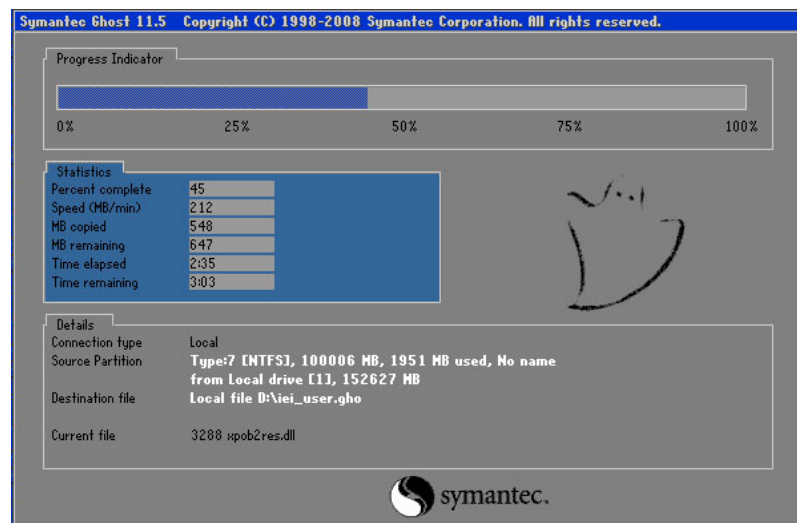 Symantec Ghost 11.5 Copyright (C) 1998-2008 Symantec Corporation. All rights reserved.
Progress Indicator
0% 25% 50% 75% 100%
Statistics
Percent complete 45
Speed (MB/min) 212
MB copied 548
MB remaining 647
Time elapsed 2:35
Time remaining 3:03
Details
Connection type Local
Source Partition Type:7 [NTFS], 100006 MB, 1951 MB used, No name
from Local drive [1], 152627 MB
Destination file Local file D:\iei_user.gho
Current file 3288 xpob2res.dll
symantec.